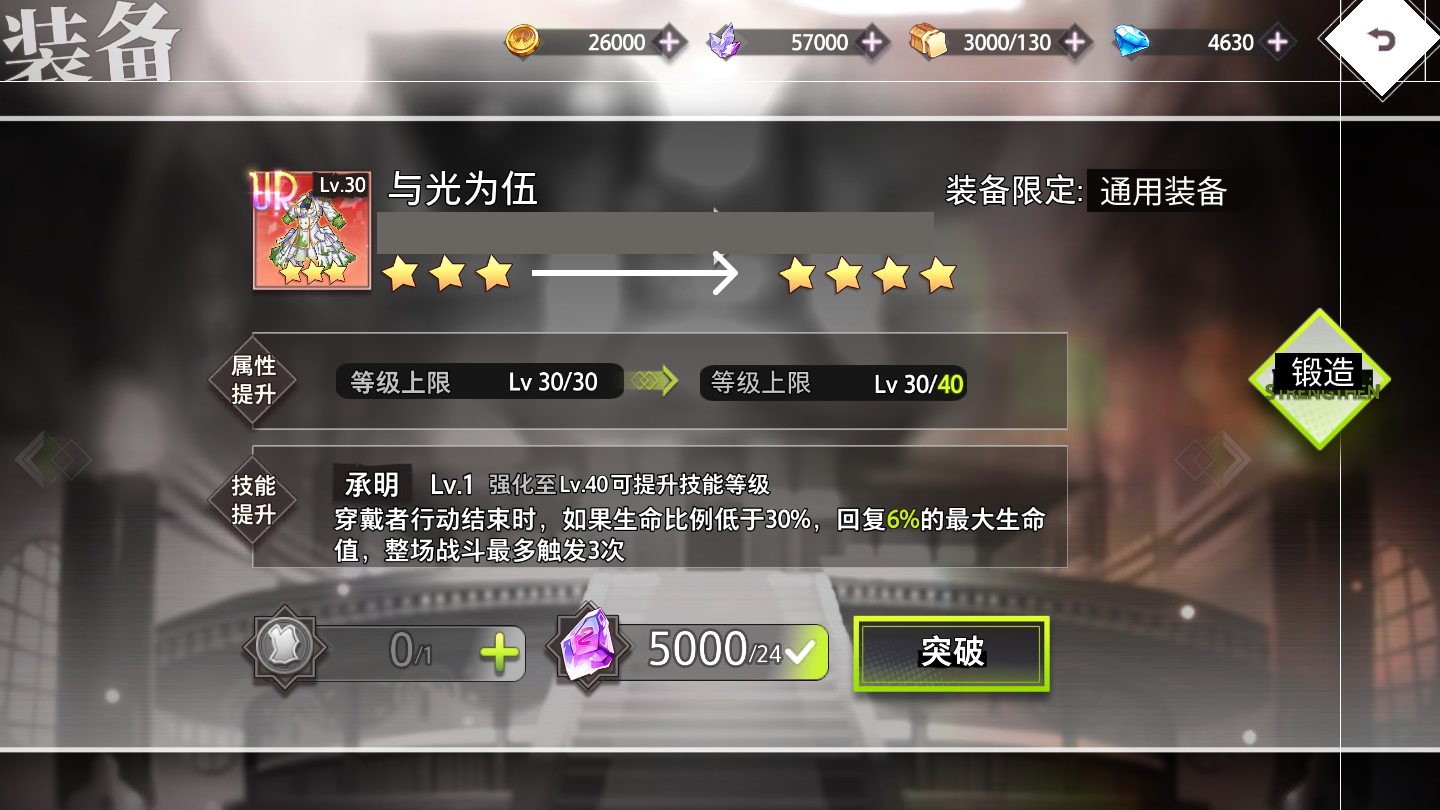 装备
26000
57000
3000/130
4630
UR
Lv.30
与光为伍
装备限定:
通用装备
属性
提升
等级上限 Lv 30/30
等级上限 Lv 30/40
锻造
STRENGTHEN
技能
提升
承明 Lv.1 强化至Lv.40可提升技能等级
穿戴者行动结束时，如果生命比例低于30%，回复6%的最大生命
值，整场战斗最多触发3次
0/1
5000/24
突破